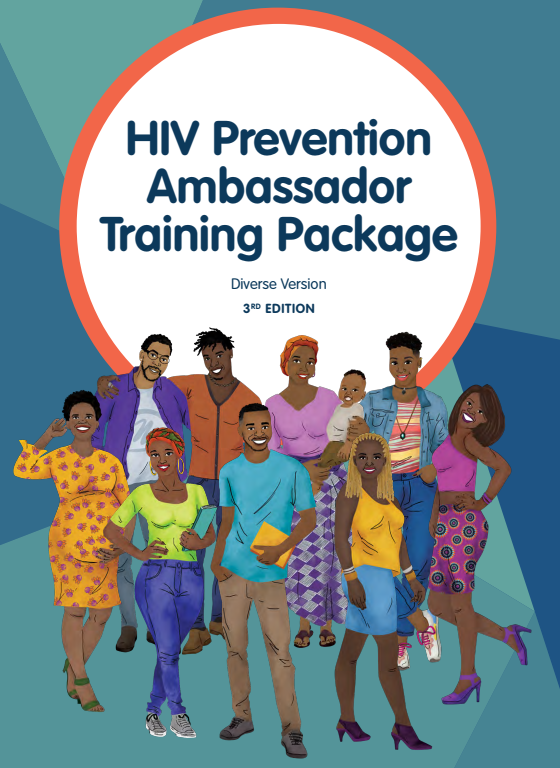 HIV Prevention
Ambassador
Training Package
Diverse Version
3RD EDITION